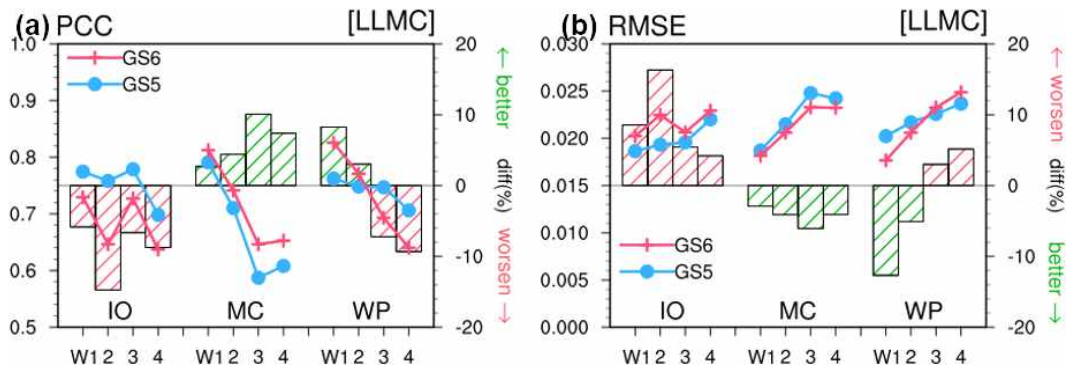 (a) PCC [LLMC]
1.0
0.9
0.8
0.7
0.6
0.5
GS6
GS5
IO MC WP
W1 2 3 4 W1 2 3 4 W1 2 3 4
20
10
0
-10
-20
← worsen diff(%) better →
(b) RMSE [LLMC]
0.030
0.025
0.020
0.015
0.010
0.005
0.000
GS6
GS5
IO MC WP
W1 2 3 4 W1 2 3 4 W1 2 3 4
20
10
0
-10
-20
← worsen diff(%) better →